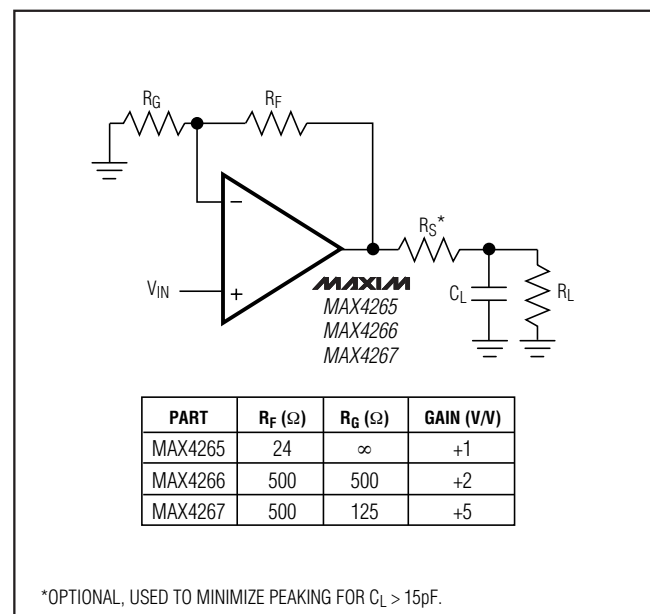 RG
RF
−
RS*
VIN
+
MAXIM
MAX4265
MAX4266
MAX4267
CL
RL
PART RF (Ω) RG (Ω) GAIN (V/V)
MAX4265 24 ∞ +1
MAX4266 500 500 +2
MAX4267 500 125 +5
*OPTIONAL, USED TO MINIMIZE PEAKING FOR CL > 15pF.